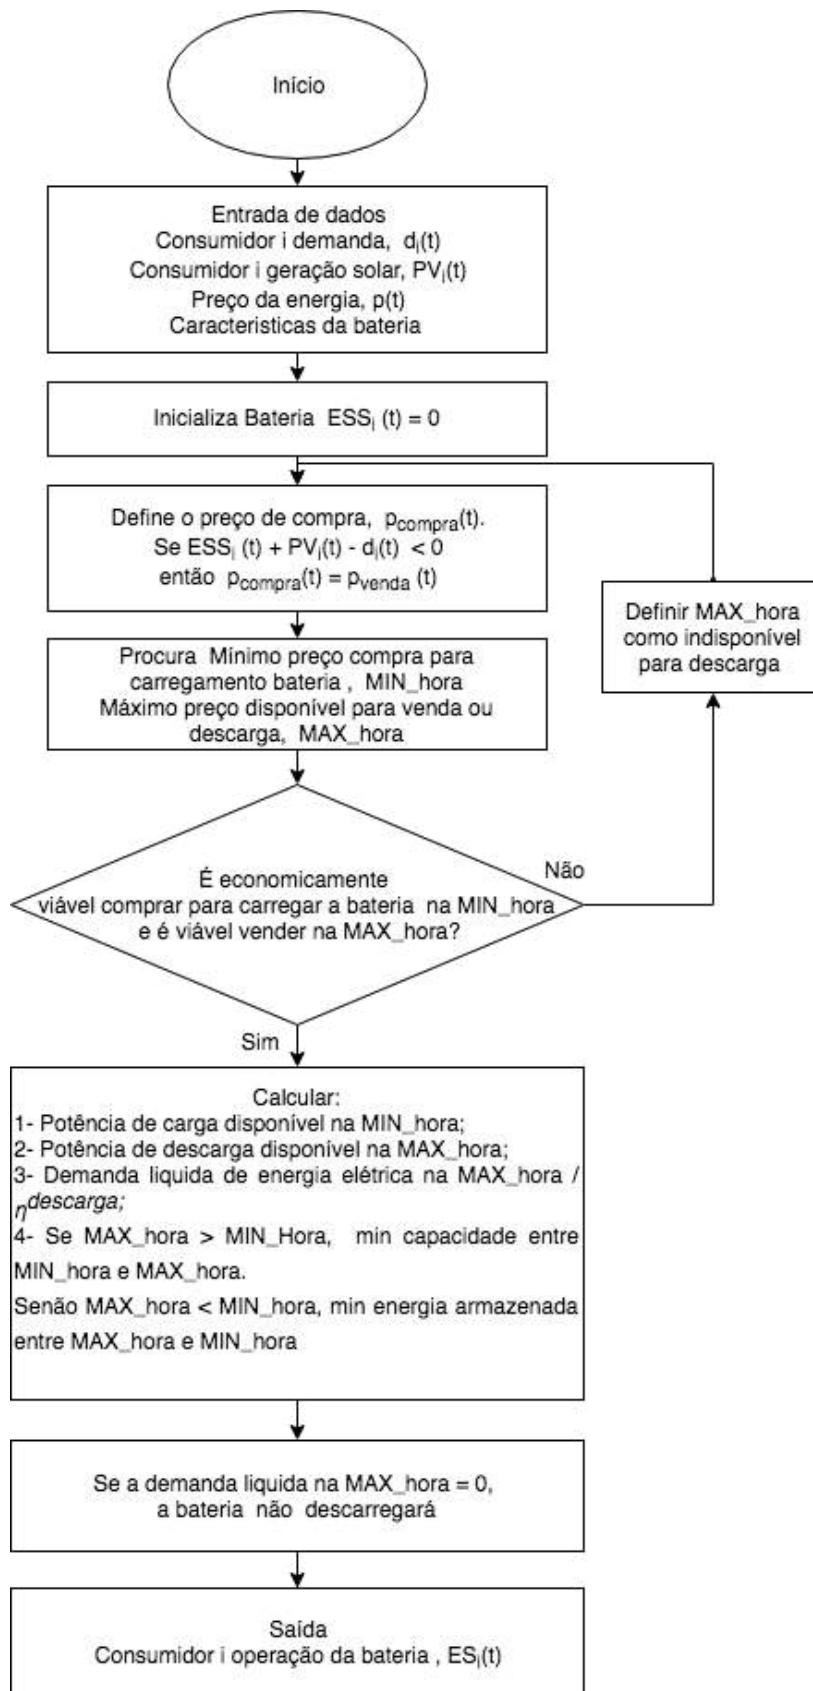 Início
Entrada de dados
Consumidor i demanda, dᵢ(t)
Consumidor i geração solar, PVᵢ(t)
Preço da energia, p(t)
Caracteristicas da bateria
Inicializa Bateria ESSᵢ (t) = 0
Define o preço de compra, p_compra(t).
Se ESSᵢ (t) + PVᵢ(t) - dᵢ(t) < 0
então p_compra(t) = p_venda (t)
Definir MAX_hora
como indisponível
para descarga
Procura Mínimo preço compra para
carregamento bateria , MIN_hora
Máximo preço disponível para venda ou
descarga, MAX_hora
Não
É economicamente
viável comprar para carregar a bateria na MIN_hora
e é viável vender na MAX_hora?
Sim
Calcular:
1- Potência de carga disponível na MIN_hora;
2- Potência de descarga disponível na MAX_hora;
3- Demanda liquida de energia elétrica na MAX_hora /
η^descarga;
4- Se MAX_hora > MIN_Hora, min capacidade entre
MIN_hora e MAX_hora.
Senão MAX_hora < MIN_hora, min energia armazenada
entre MAX_hora e MIN_hora
Se a demanda liquida na MAX_hora = 0,
a bateria não descarregará
Saída
Consumidor i operação da bateria , ESᵢ(t)